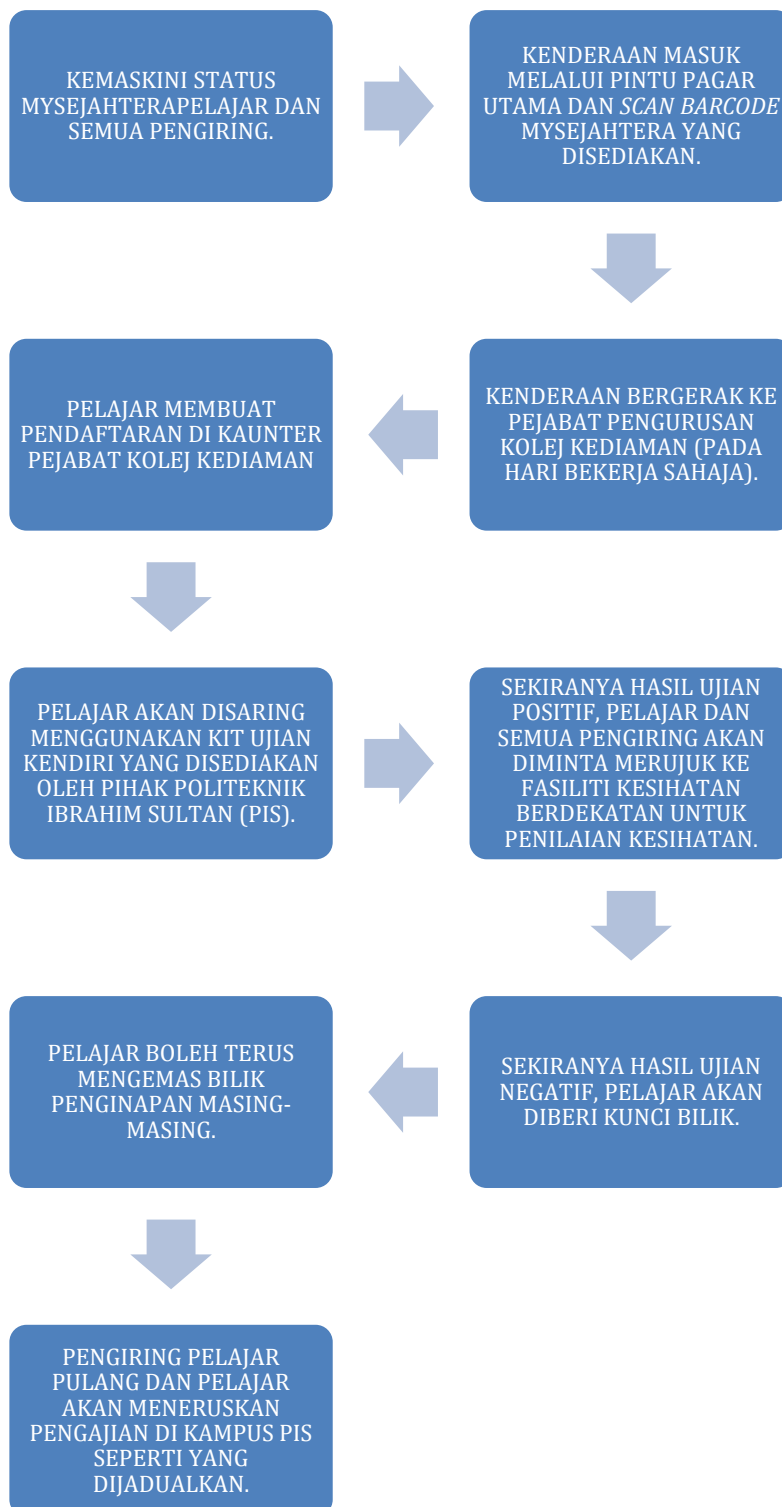 KEMASKINI STATUS
MYSEJAHTERAPELAJAR DAN
SEMUA PENGIRING.
KENDERAAN MASUK
MELALUI PINTU PAGAR
UTAMA DAN SCAN BARCODE
MYSEJAHTERA YANG
DISEDIAKAN.
KENDERAAN BERGERAK KE
PEJABAT PENGURUSAN
KOLEJ KEDIAMAN (PADA
HARI BEKERJA SAHAJA).
PELAJAR MEMBUAT
PENDAFTARAN DI KAUNTER
PEJABAT KOLEJ KEDIAMAN
PELAJAR AKAN DISARING
MENGGUNAKAN KIT UJIAN
KENDIRI YANG DISEDIAKAN
OLEH PIHAK POLITEKNIK
IBRAHIM SULTAN (PIS).
SEKIRANYA HASIL UJIAN
POSITIF, PELAJAR DAN
SEMUA PENGIRING AKAN
DIMINTA MERUJUK KE
FASILITI KESIHATAN
BERDEKATAN UNTUK
PENILAIAN KESIHATAN.
SEKIRANYA HASIL UJIAN
NEGATIF, PELAJAR AKAN
DIBERI KUNCI BILIK.
PELAJAR BOLEH TERUS
MENGEMAS BILIK
PENGINAPAN MASING-
MASING.
PENGIRING PELAJAR
PULANG DAN PELAJAR
AKAN MENERUSKAN
PENGAJIAN DI KAMPUS PIS
SEPERTI YANG
DIJADUALKAN.